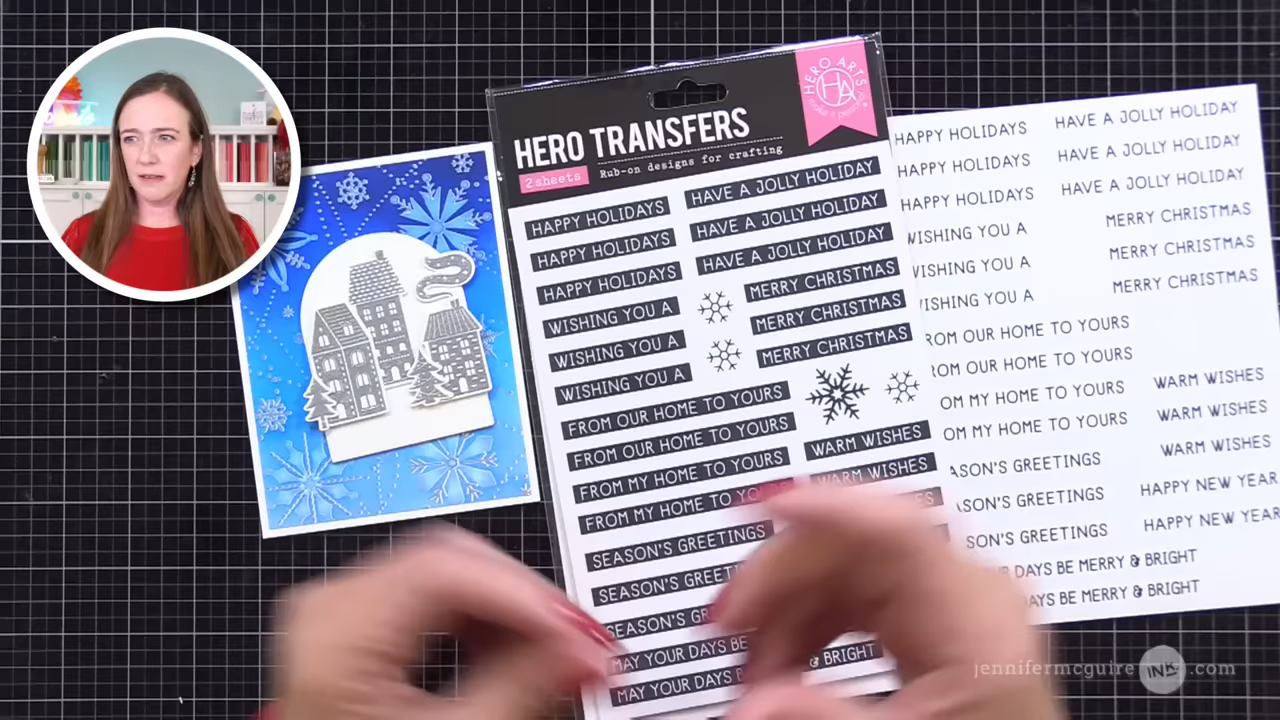 HERO ARTS
HA
HERO TRANSFERS
2 sheets
Rub-on designs for crafting
HAPPY HOLIDAYS
HAVE A JOLLY HOLIDAY
HAPPY HOLIDAYS
HAVE A JOLLY HOLIDAY
HAPPY HOLIDAYS
HAVE A JOLLY HOLIDAY
WISHING YOU A
MERRY CHRISTMAS
WISHING YOU A
MERRY CHRISTMAS
WISHING YOU A
MERRY CHRISTMAS
FROM OUR HOME TO YOURS
FROM OUR HOME TO YOURS
WARM WISHES
FROM MY HOME TO YOURS
WARM WISHES
FROM MY HOME TO
SEASON'S GREETINGS
SEASON'S
SEASON'S
MAY YOUR DAYS BE
& BRIGHT
MAY YOUR DAYS
HAPPY HOLIDAYS
HAVE A JOLLY HOLIDAY
HAPPY HOLIDAYS
HAVE A JOLLY HOLIDAY
HAPPY HOLIDAYS
HAVE A JOLLY HOLIDAY
WISHING YOU A
MERRY CHRISTMAS
WISHING YOU A
MERRY CHRISTMAS
WISHING YOU A
MERRY CHRISTMAS
FROM OUR HOME TO YOURS
FROM OUR HOME TO YOURS
OM MY HOME TO YOURS
WARM WISHES
OM MY HOME TO YOURS
WARM WISHES
ASON'S GREETINGS
WARM WISHES
ASON'S GREETINGS
HAPPY NEW YEAR
SON'S GREETINGS
HAPPY NEW YEAR
DAYS BE MERRY & BRIGHT
DAYS BE MERRY & BRIGHT
jennifermcguire INK .com